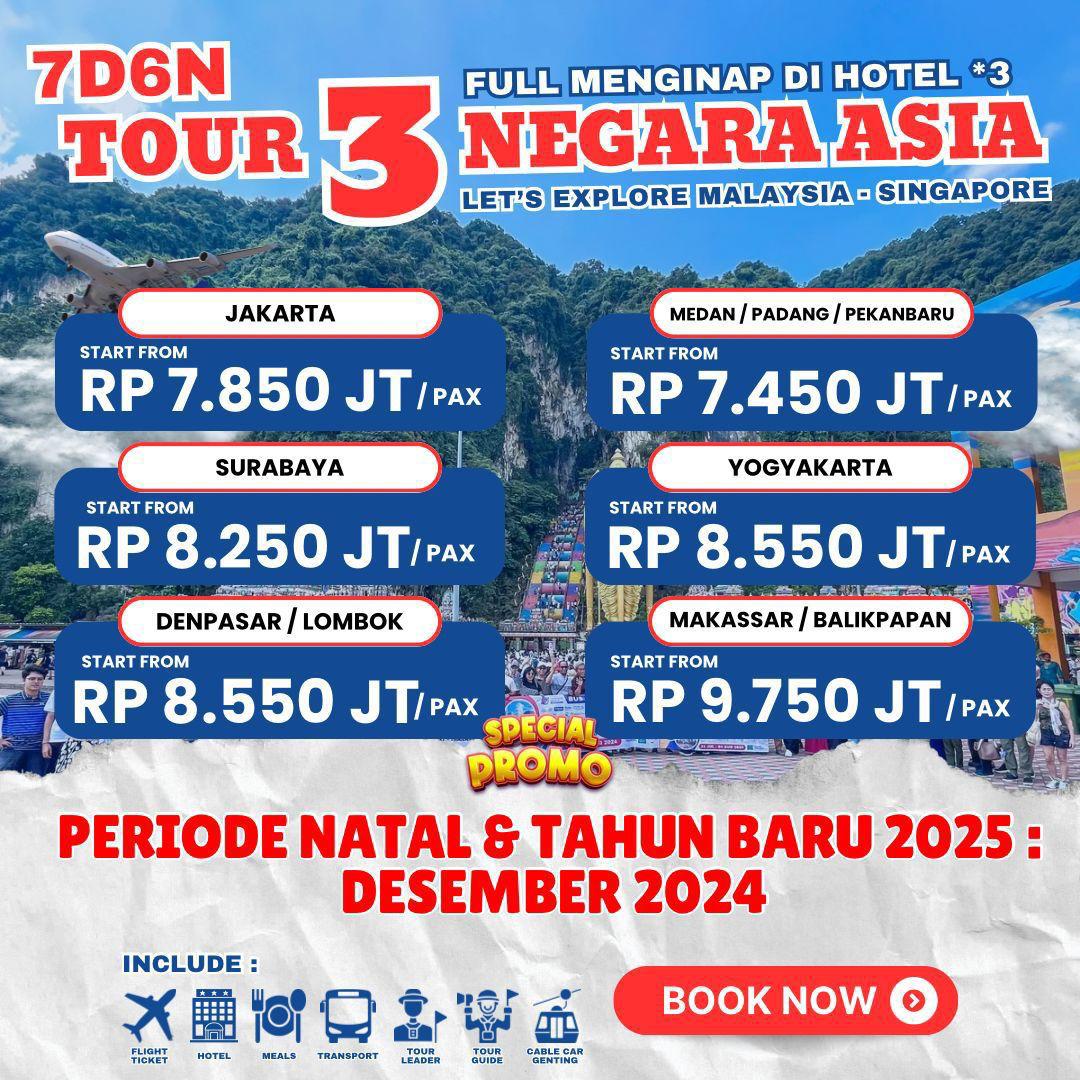 7D6N
TOUR 3 NEGARA ASIA
FULL MENGINAP DI HOTEL *3
LET'S EXPLORE MALAYSIA - SINGAPORE
JAKARTA
START FROM
RP 7.850 JT/ PAX
MEDAN / PADANG / PEKANBARU
START FROM
RP 7.450 JT/ PAX
SURABAYA
START FROM
RP 8.250 JT/ PAX
YOGYAKARTA
START FROM
RP 8.550 JT/ PAX
DENPASAR / LOMBOK
START FROM
RP 8.550 JT/ PAX
MAKASSAR / BALIKPAPAN
START FROM
RP 9.750 JT/ PAX
SPECIAL
PROMO
PERIODE NATAL & TAHUN BARU 2025 :
DESEMBER 2024
INCLUDE :
FLIGHT
TICKET
HOTEL
MEALS
TRANSPORT
TOUR
LEADER
TOUR
GUIDE
CABLE CAR
GENTING
BOOK NOW